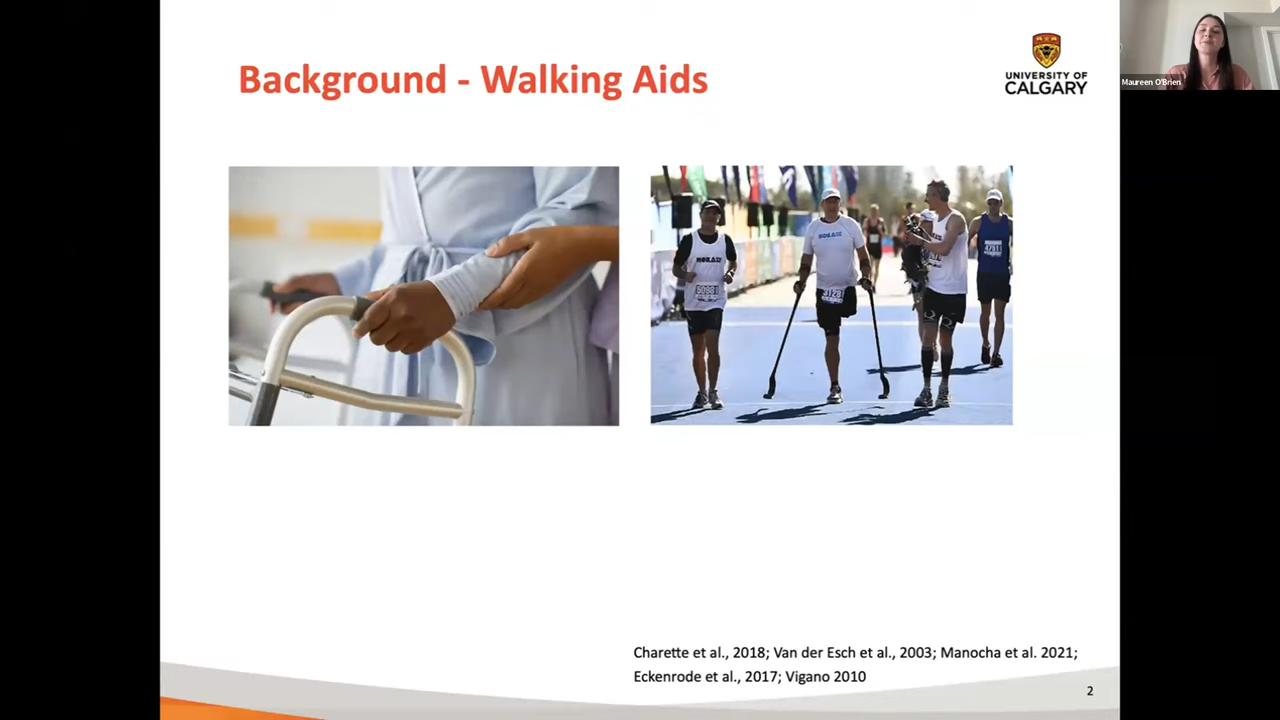 Background - Walking Aids
UNIVERSITY OF
CALGARY
Maureen O'Brien
Charette et al., 2018; Van der Esch et al., 2003; Manocha et al. 2021;
Eckenrode et al., 2017; Vigano 2010
2